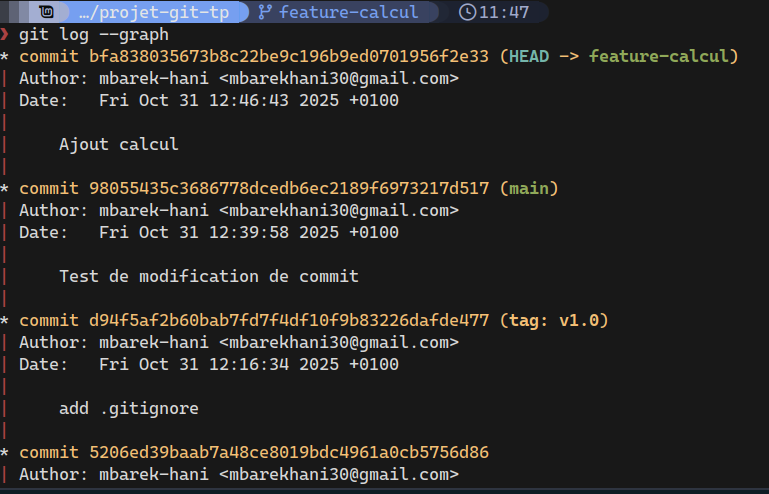 …/projet-git-tp feature-calcul 11:47
❯ git log --graph
* commit bfa838035673b8c22be9c196b9ed0701956f2e33 (HEAD -> feature-calcul)
| Author: mbarek-hani <mbarekhani30@gmail.com>
| Date:   Fri Oct 31 12:46:43 2025 +0100
|
|     Ajout calcul
|
* commit 98055435c3686778dcedb6ec2189f6973217d517 (main)
| Author: mbarek-hani <mbarekhani30@gmail.com>
| Date:   Fri Oct 31 12:39:58 2025 +0100
|
|     Test de modification de commit
|
* commit d94f5af2b60bab7fd7f4df10f9b83226dafde477 (tag: v1.0)
| Author: mbarek-hani <mbarekhani30@gmail.com>
| Date:   Fri Oct 31 12:16:34 2025 +0100
|
|     add .gitignore
|
* commit 5206ed39baab7a48ce8019bdc4961a0cb5756d86
| Author: mbarek-hani <mbarekhani30@gmail.com>